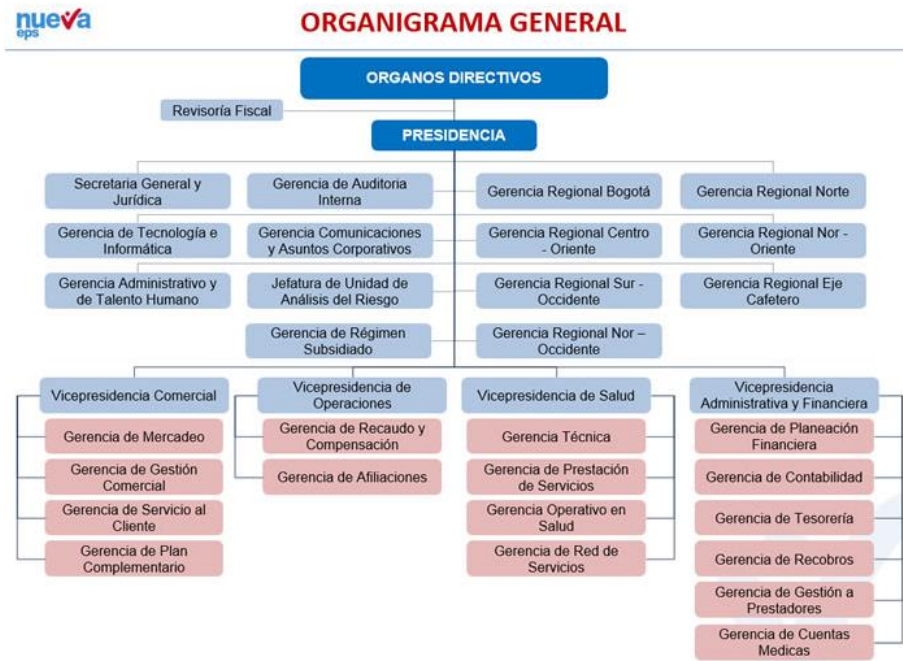 nueva
eps
ORGANIGRAMA GENERAL
ORGANOS DIRECTIVOS
Revisoría Fiscal
PRESIDENCIA
Secretaria General y
Jurídica
Gerencia de Auditoria
Interna
Gerencia Regional Bogotá
Gerencia Regional Norte
Gerencia de Tecnología e
Informática
Gerencia Comunicaciones
y Asuntos Corporativos
Gerencia Regional Centro
- Oriente
Gerencia Regional Nor -
Oriente
Gerencia Administrativo y
de Talento Humano
Jefatura de Unidad de
Análisis del Riesgo
Gerencia Regional Sur -
Occidente
Gerencia Regional Eje
Cafetero
Gerencia de Régimen
Subsidiado
Gerencia Regional Nor –
Occidente
Vicepresidencia Comercial
Gerencia de Mercadeo
Gerencia de Gestión
Comercial
Gerencia de Servicio al
Cliente
Gerencia de Plan
Complementario
Vicepresidencia de
Operaciones
Gerencia de Recaudo y
Compensación
Gerencia de Afiliaciones
Vicepresidencia de Salud
Gerencia Técnica
Gerencia de Prestación
de Servicios
Gerencia Operativo en
Salud
Gerencia de Red de
Servicios
Vicepresidencia
Administrativa y Financiera
Gerencia de Planeación
Financiera
Gerencia de Contabilidad
Gerencia de Tesorería
Gerencia de Recobros
Gerencia de Gestión a
Prestadores
Gerencia de Cuentas
Medicas